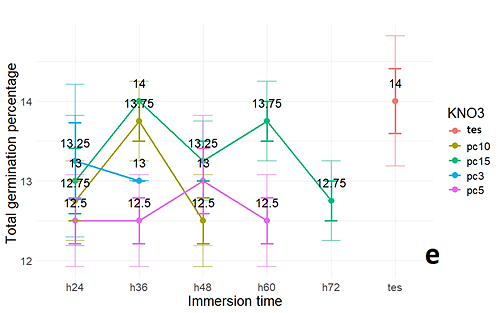 14
14
13.75
13.75
KNO3
13.25
13.25
tes
13
13
13
pc10
pc15
12.75
12.75
pc3
12.5
12.5
12.5
12.5
pc5
Total germination percentage
14
13
12
e
h24
h36
h48
h60
h72
tes
Immersion time